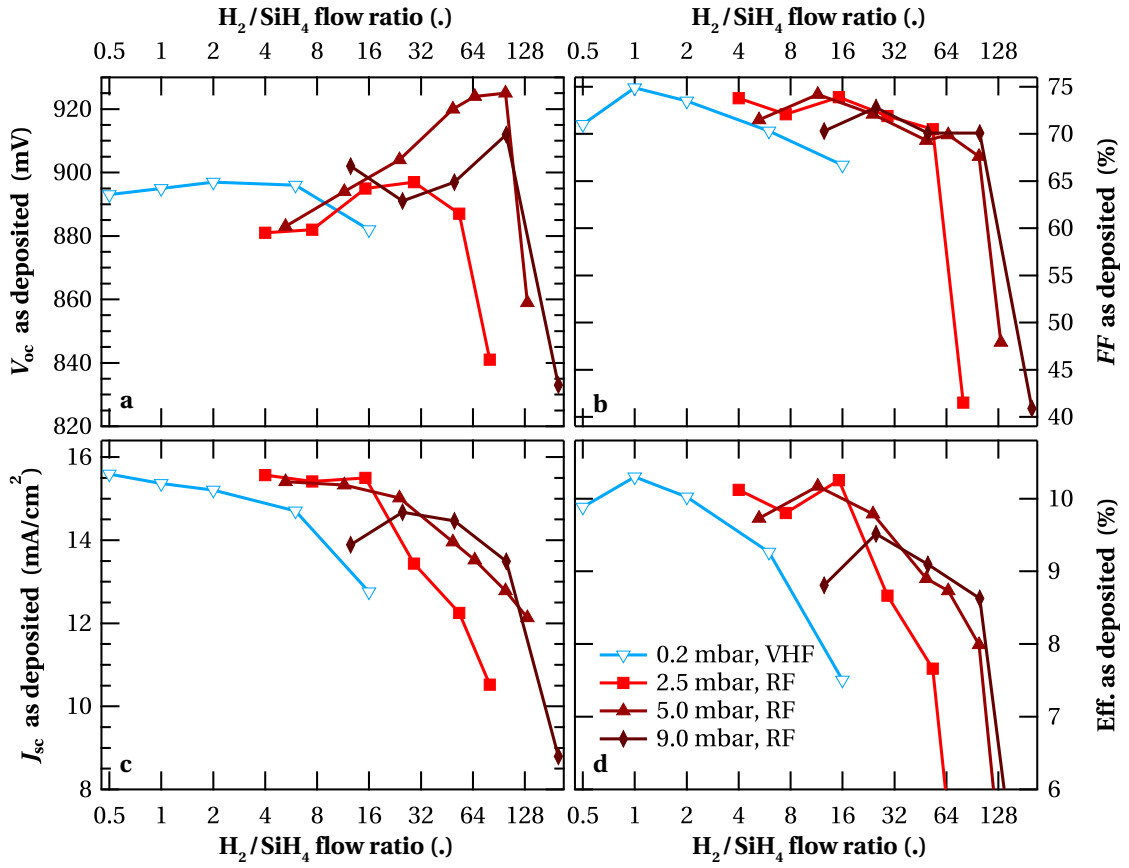 H2 / SiH4 flow ratio (.) H2 / SiH4 flow ratio (.)
0.5 1 2 4 8 16 32 64 128 0.5 1 2 4 8 16 32 64 128
Voc as deposited (mV)
920
900
880
860
840
820
a
FF as deposited (%)
75
70
65
60
55
50
45
40
b
Jsc as deposited (mA/cm2)
16
14
12
10
8
c
Eff. as deposited (%)
10
9
8
7
6
0.2 mbar, VHF
2.5 mbar, RF
5.0 mbar, RF
9.0 mbar, RF
d
0.5 1 2 4 8 16 32 64 128 0.5 1 2 4 8 16 32 64 128
H2 / SiH4 flow ratio (.) H2 / SiH4 flow ratio (.)